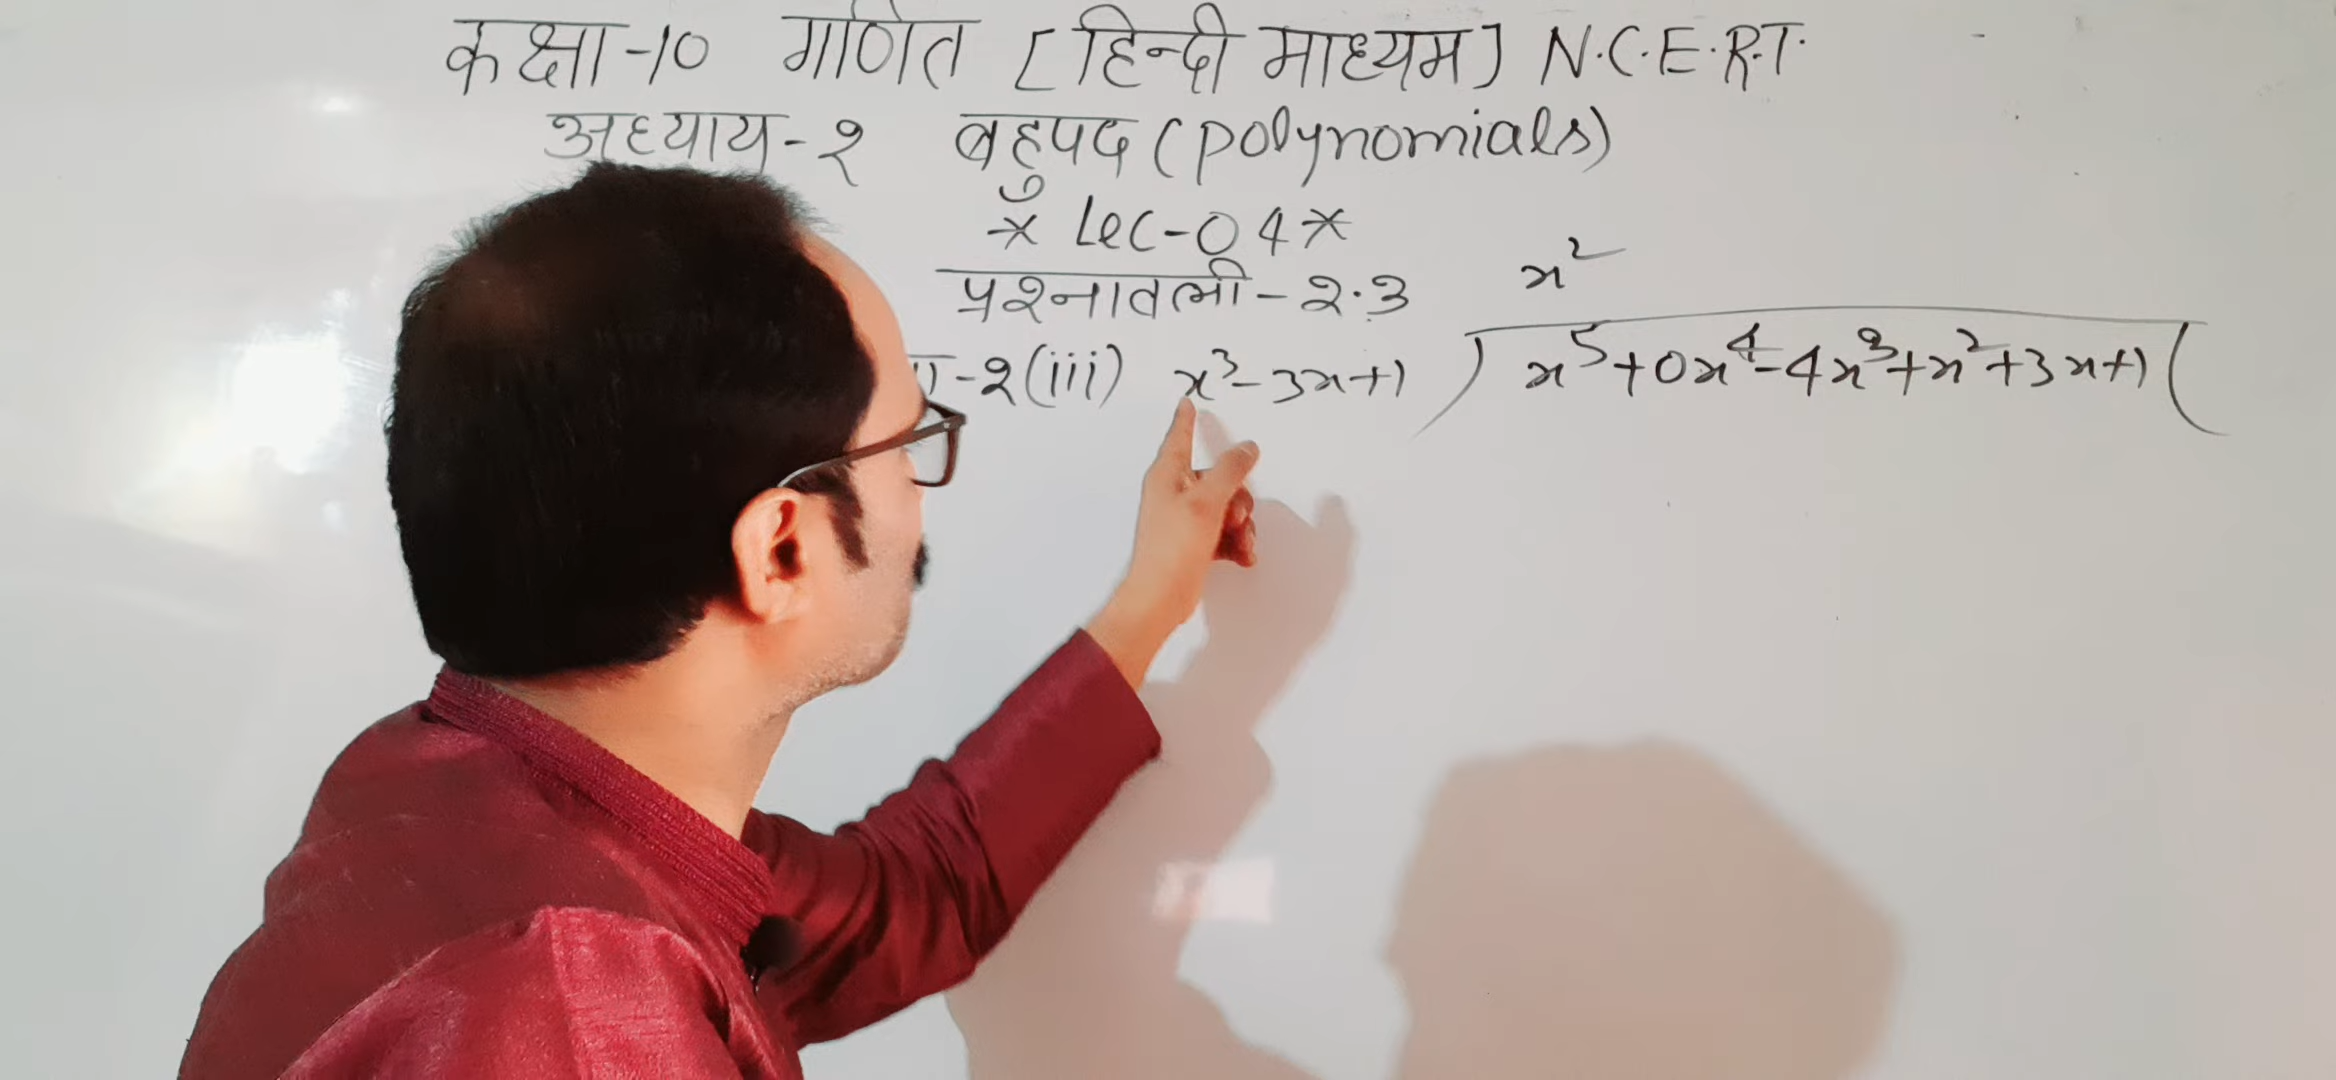 कक्षा-10 गणित [हिन्दी माध्यम] N.C.E.R.T.
अध्याय-2 बहुपद (polynomials)
* Lec-04 *
प्रश्नावली-2.3
-2(iii) x³-3x+1 ) x⁵+0x⁴-4x³+x²+3x+1 (
x²